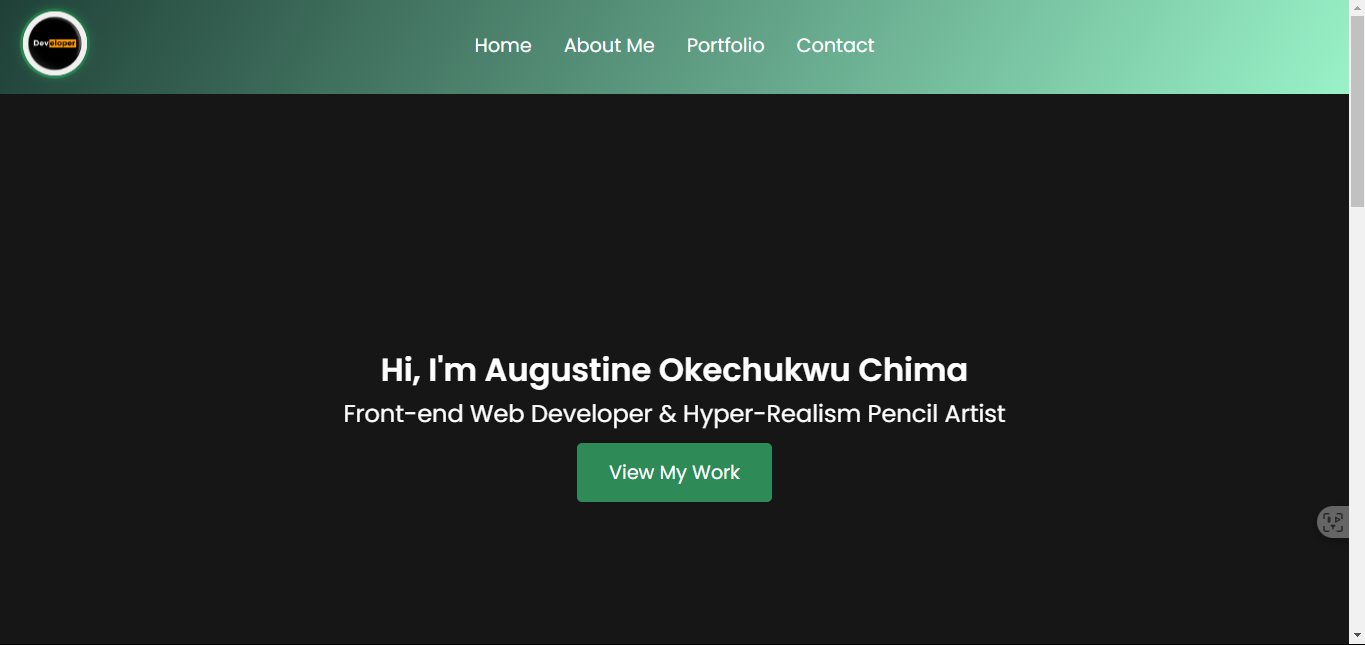 Developer
Home About Me Portfolio Contact
Hi, I'm Augustine Okechukwu Chima
Front-end Web Developer & Hyper-Realism Pencil Artist
View My Work